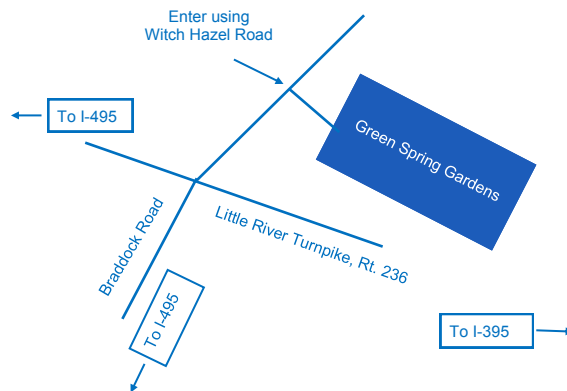 Enter using
Witch Hazel Road
To I-495
Green Spring Gardens
Little River Turnpike, Rt. 236
Braddock Road
To I-495
To I-395